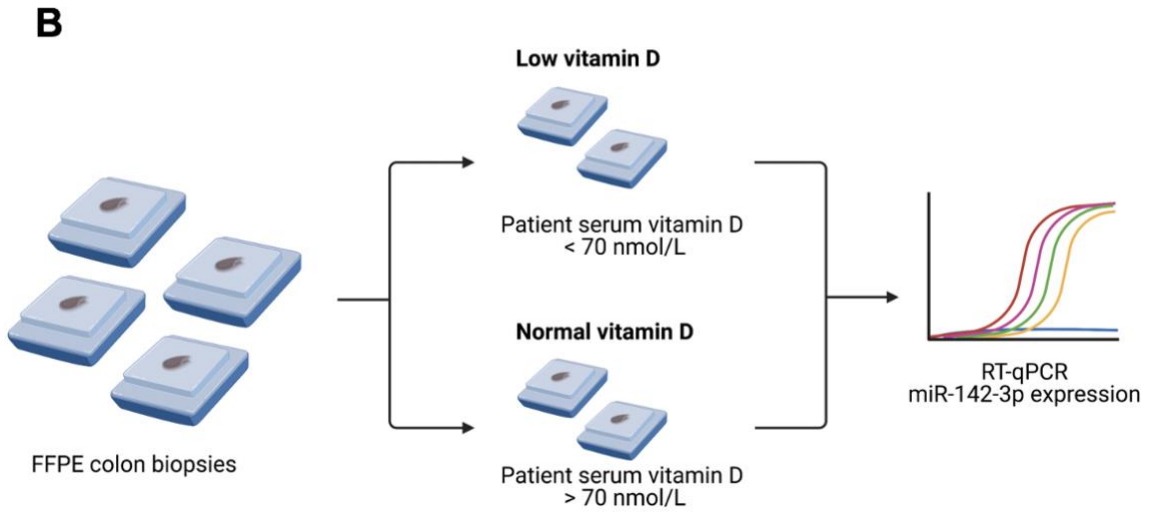 B
Low vitamin D
Patient serum vitamin D
< 70 nmol/L
Normal vitamin D
Patient serum vitamin D
> 70 nmol/L
FFPE colon biopsies
RT-qPCR
miR-142-3p expression